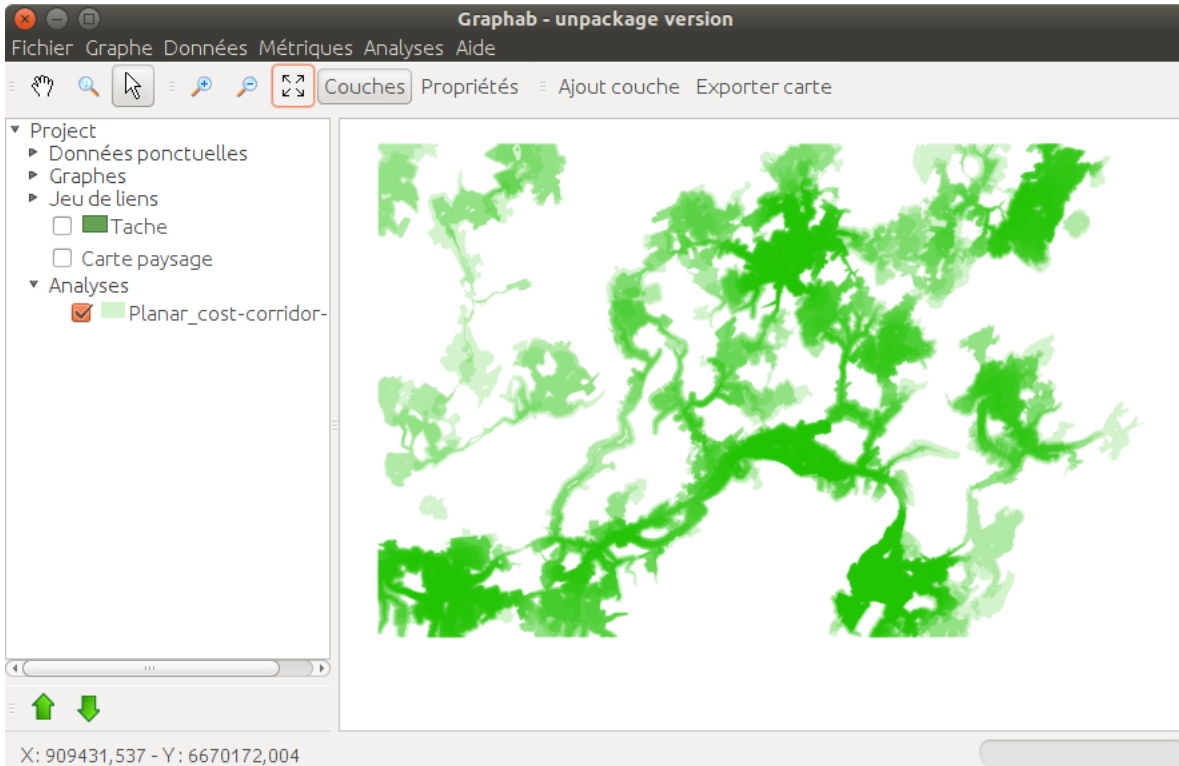 Graphab - unpackage version
Fichier Graphe Données Métriques Analyses Aide
Couches Propriétés Ajout couche Exporter carte
Project
Données ponctuelles
Graphes
Jeu de liens
Tache
Carte paysage
Analyses
Planar_cost-corridor-
X: 909431,537 - Y: 6670172,004